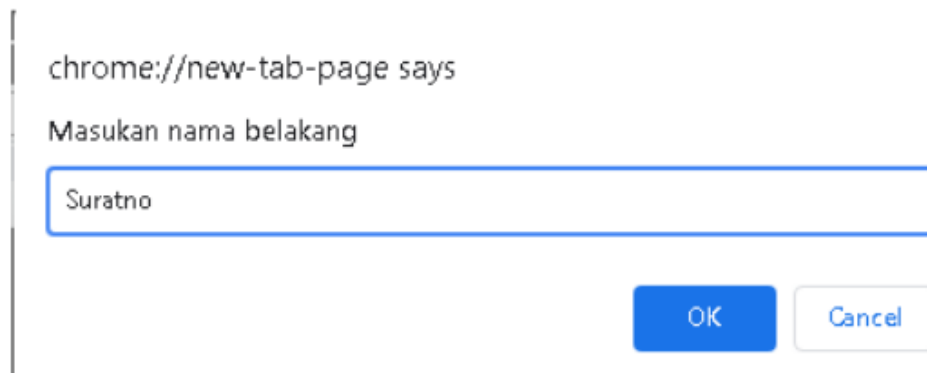 chrome://new-tab-page says
Masukan nama belakang
Suratno
OK Cancel